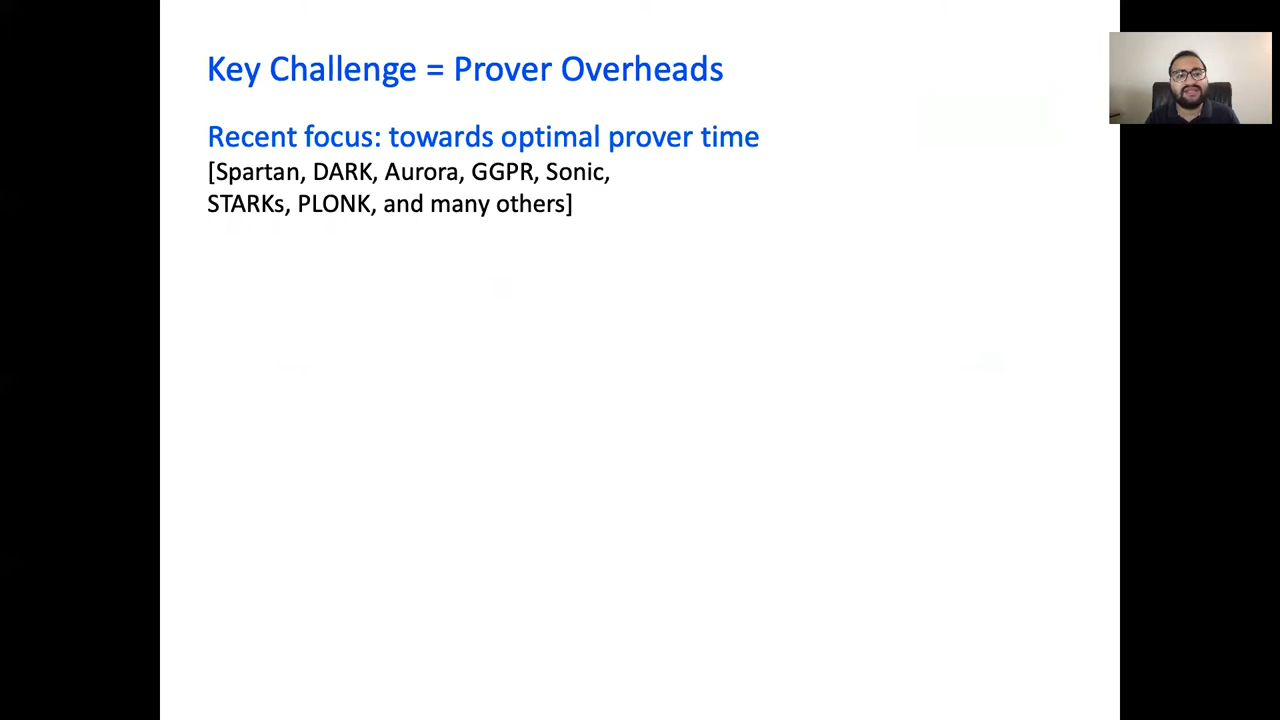 Key Challenge = Prover Overheads
Recent focus: towards optimal prover time
[Spartan, DARK, Aurora, GGPR, Sonic,
STARKs, PLONK, and many others]